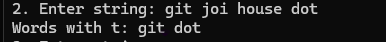 2. Enter string: git joi house dot
Words with t: git dot